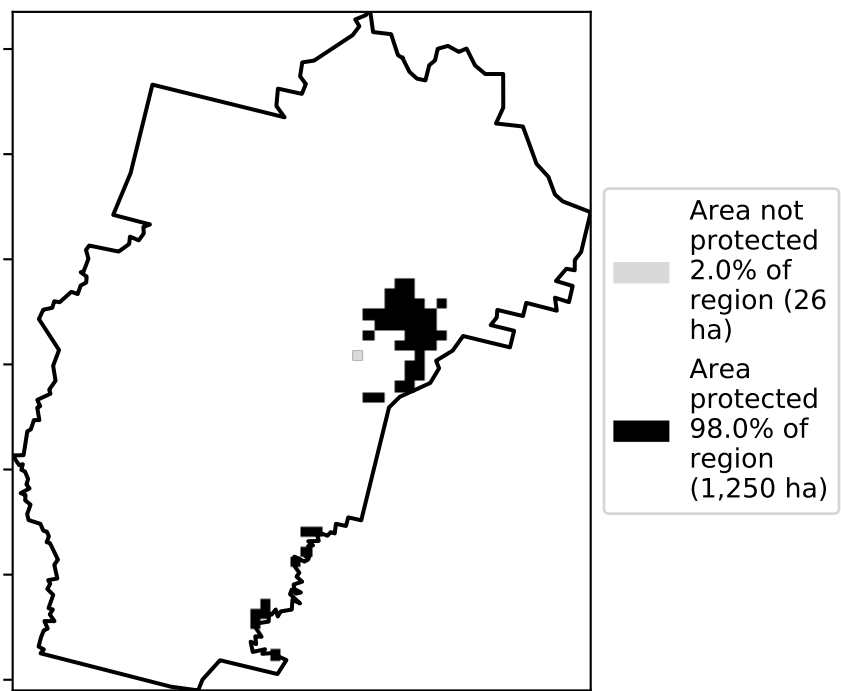 Area not
protected
2.0% of
region (26
ha)
Area
protected
98.0% of
region
(1,250 ha)